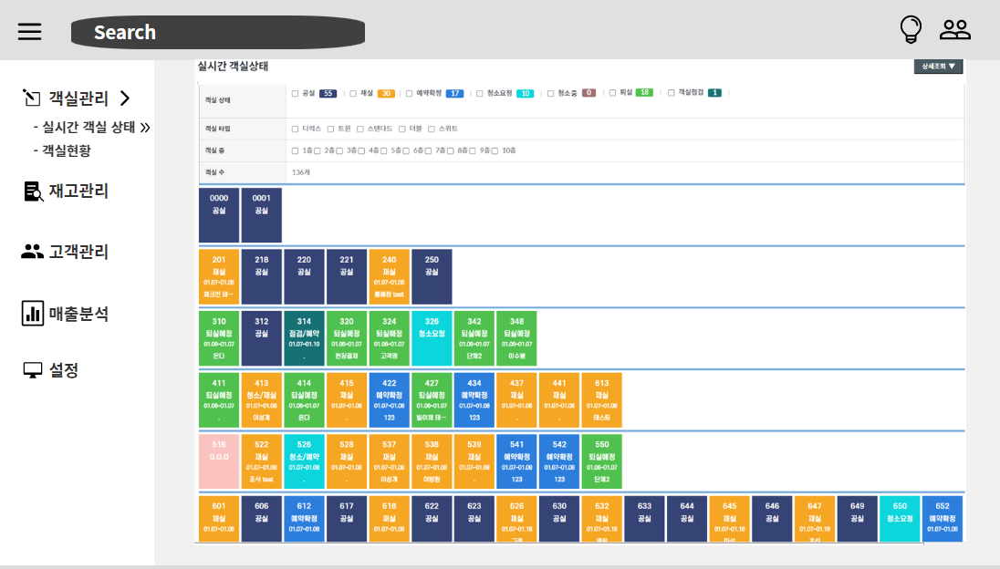 Search
객실관리
- 실시간 객실 상태
- 객실현황
재고관리
고객관리
매출분석
설정
실시간 객실상태
상세조회 ▼
객실 상태
공실 55 재실 30 예약확정 17 청소요청 10 청소중 0 퇴실 18 객실점검 1
객실 타입
디럭스 트윈 스탠다드 더블 스위트
객실 층
1층 2층 3층 4층 5층 6층 7층 8층 9층 10층
객실 수
136개
0000 0001
공실 공실
201 218 220 221 240 250
재실 공실 공실 공실 재실 공실
01.07~01.08 01.07~01.08
체크인 테··· 룸배정 test
310 312 314 320 324 326 342 348
퇴실예정 공실 점검/예약 퇴실예정 퇴실예정 청소요청 퇴실예정 퇴실예정
01.06~01.07 01.07~01.10 01.06~01.07 01.06~01.07 01.06~01.07 01.06~01.07
온다 . 현장결제 고객명 단체2 이수봉
411 413 414 415 422 427 434 437 441 613
퇴실예정 청소/재실 퇴실예정 재실 예약확정 퇴실예정 예약확정 재실 재실 재실
01.06~01.07 01.07~01.08 01.06~01.07 01.07~01.08 01.07~01.08 01.06~01.07 01.07~01.08 01.07~01.08 01.07~01.08 01.07~01.08
. 이성계 온다 . 123 빌이체 테··· 123 . . 테스트
516 522 526 528 537 538 539 541 542 550
O.O.O 재실 청소/예약 재실 재실 재실 재실 예약확정 예약확정 퇴실예정
01.07~01.08 01.07~01.08 01.07~01.08 01.07~01.08 01.07~01.08 01.07~01.08 01.07~01.08 01.07~01.08 01.06~01.07
조식 test . . 이성계 이방원 . 123 123 단체2
601 606 612 617 618 622 623 626 630 632 633 644 645 646 647 649 650 652
재실 공실 예약확정 공실 재실 공실 공실 재실 공실 재실 공실 공실 재실 공실 재실 공실 청소요청 예약확정
01.07~01.08 01.07~01.08 01.07~01.08 01.07~01.18 01.07~01.18 01.07~01.18 01.07~01.18 01.07~01.08